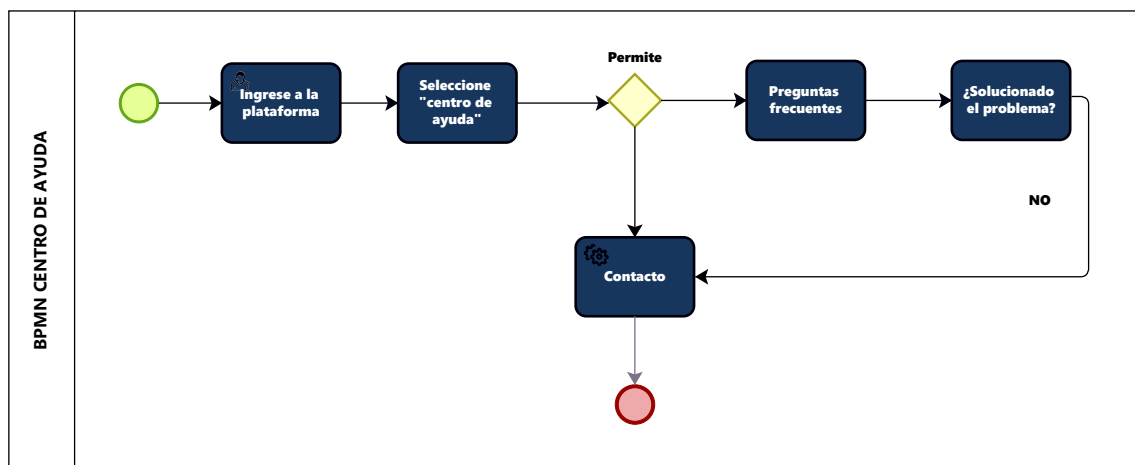 BPMN CENTRO DE AYUDA
Permite
Ingrese a la
plataforma
Seleccione
"centro de
ayuda"
Preguntas
frecuentes
¿Solucionado
el problema?
NO
Contacto